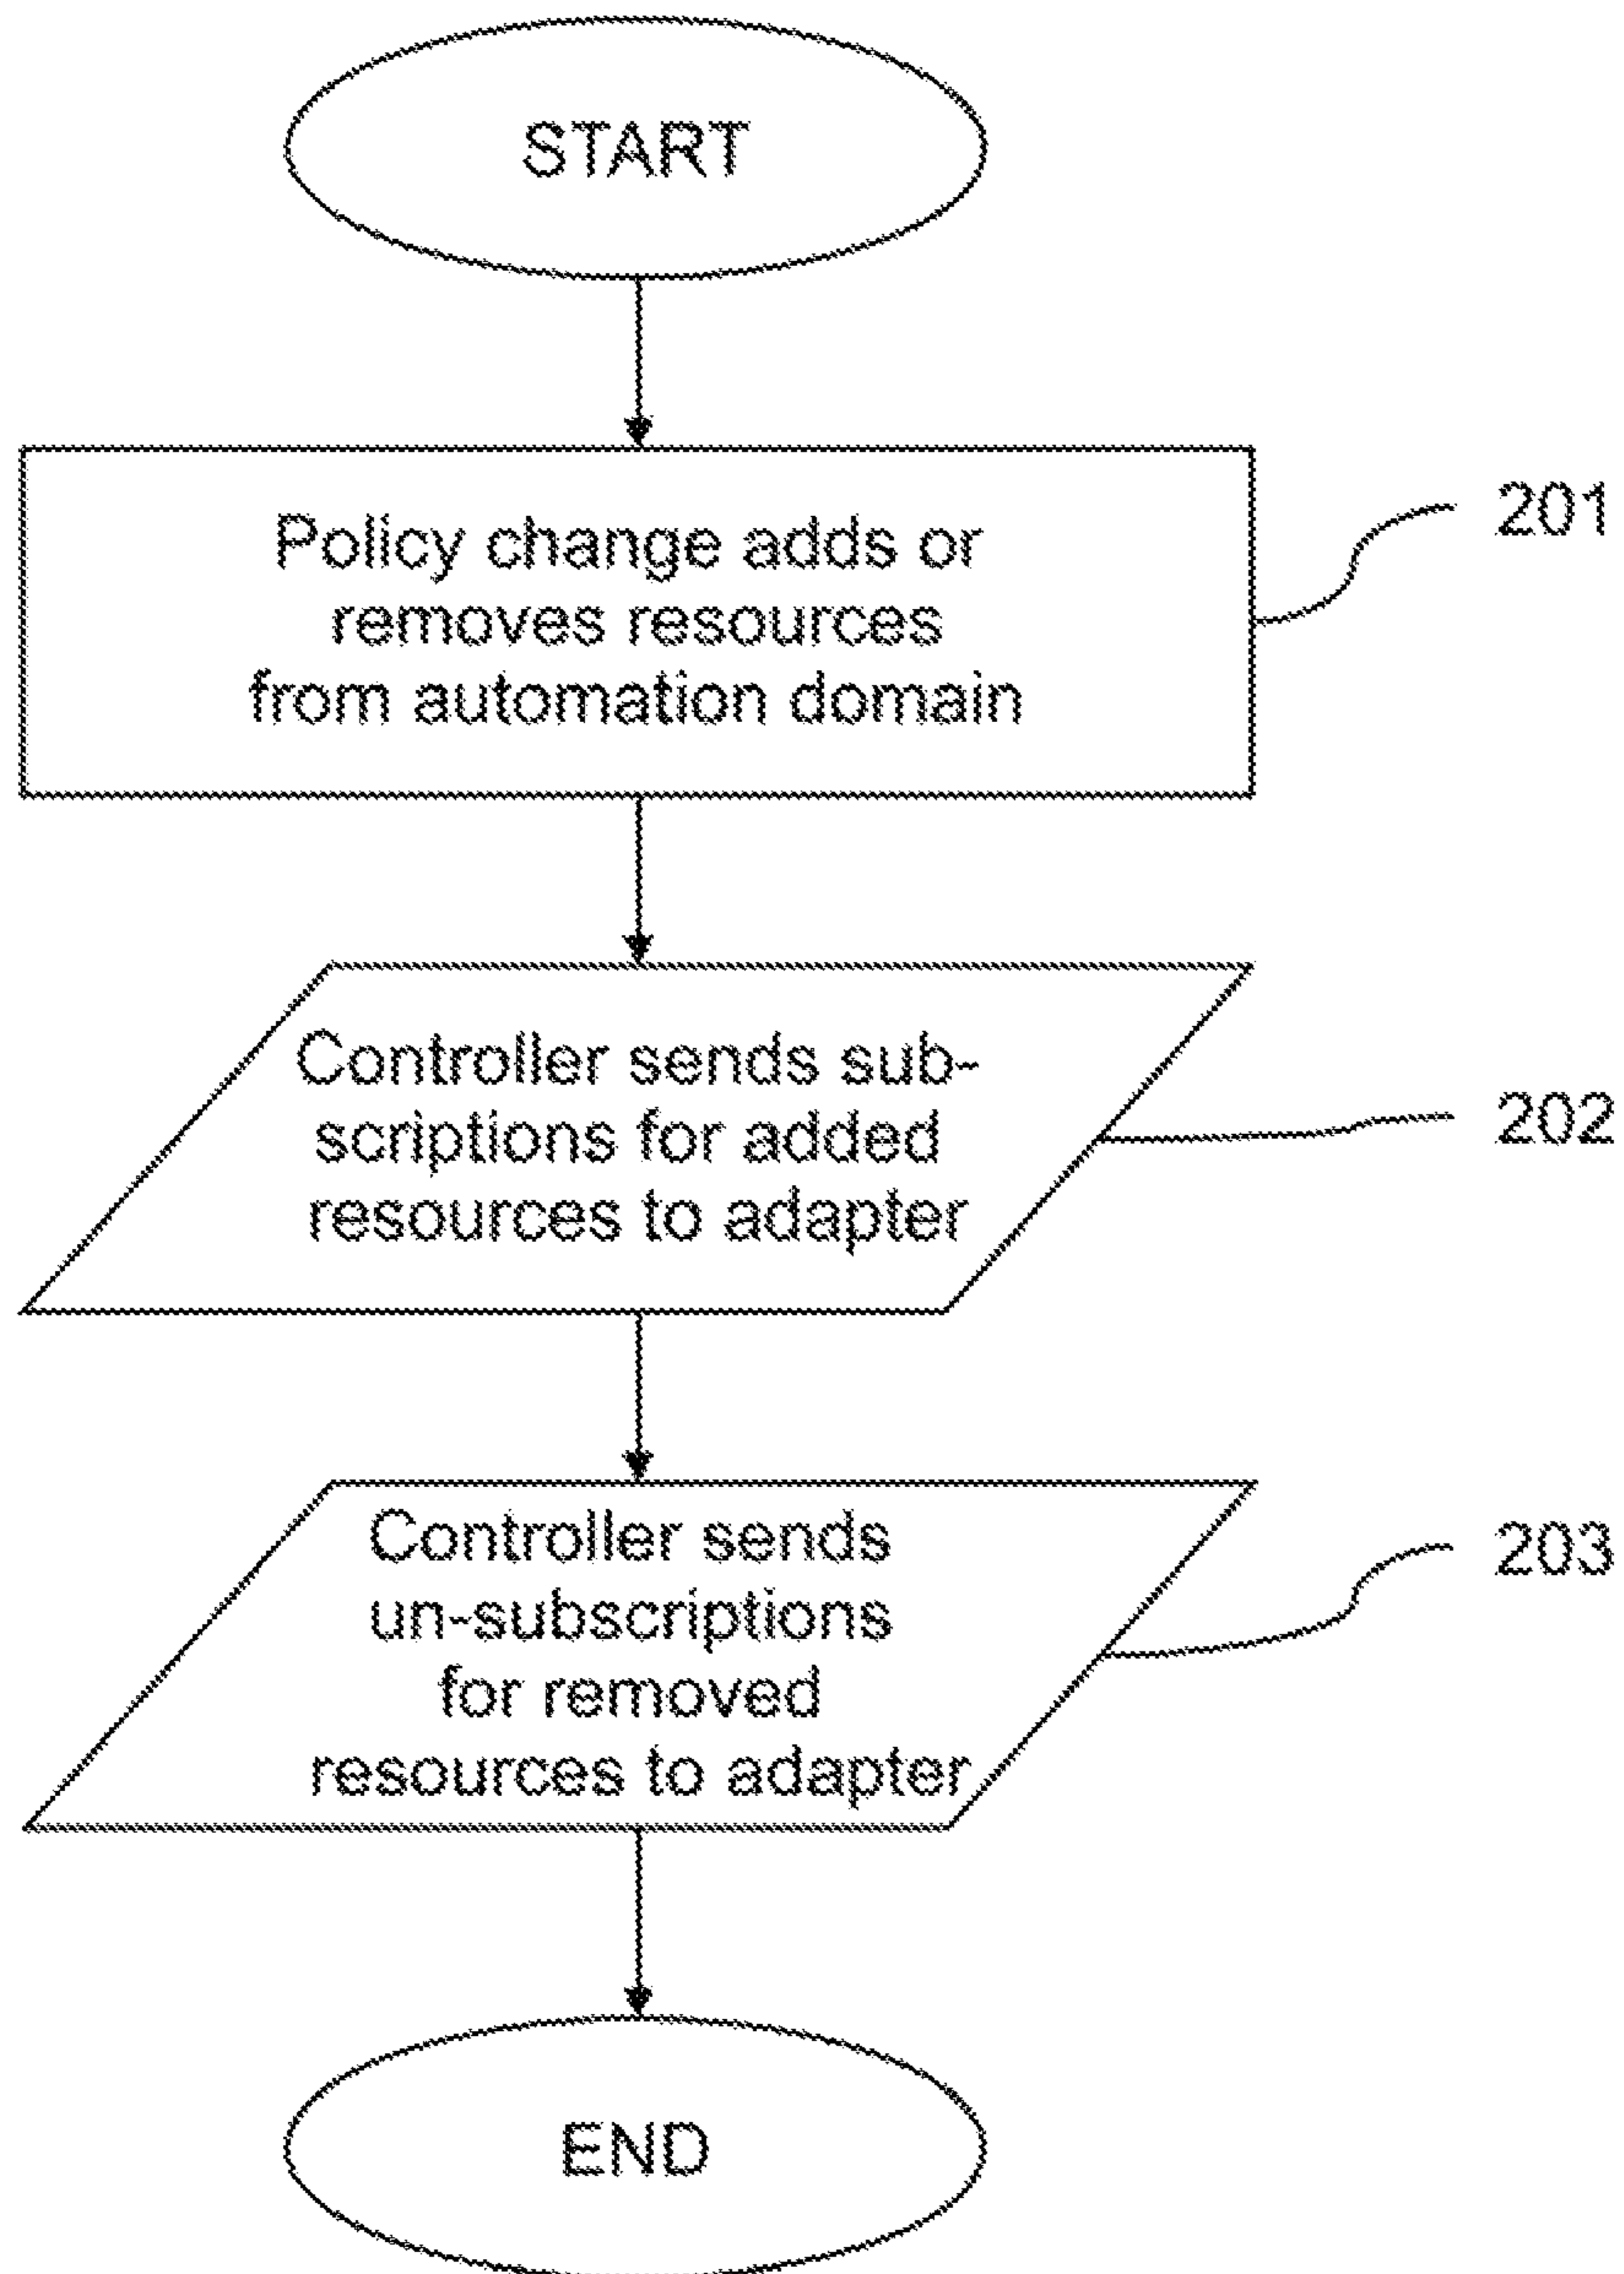 START
Policy change adds or
removes resources
from automation domain
201
Controller sends sub-
scriptions for added
resources to adapter
202
Controller sends
un-subscriptions
for removed
resources to adapter
203
END